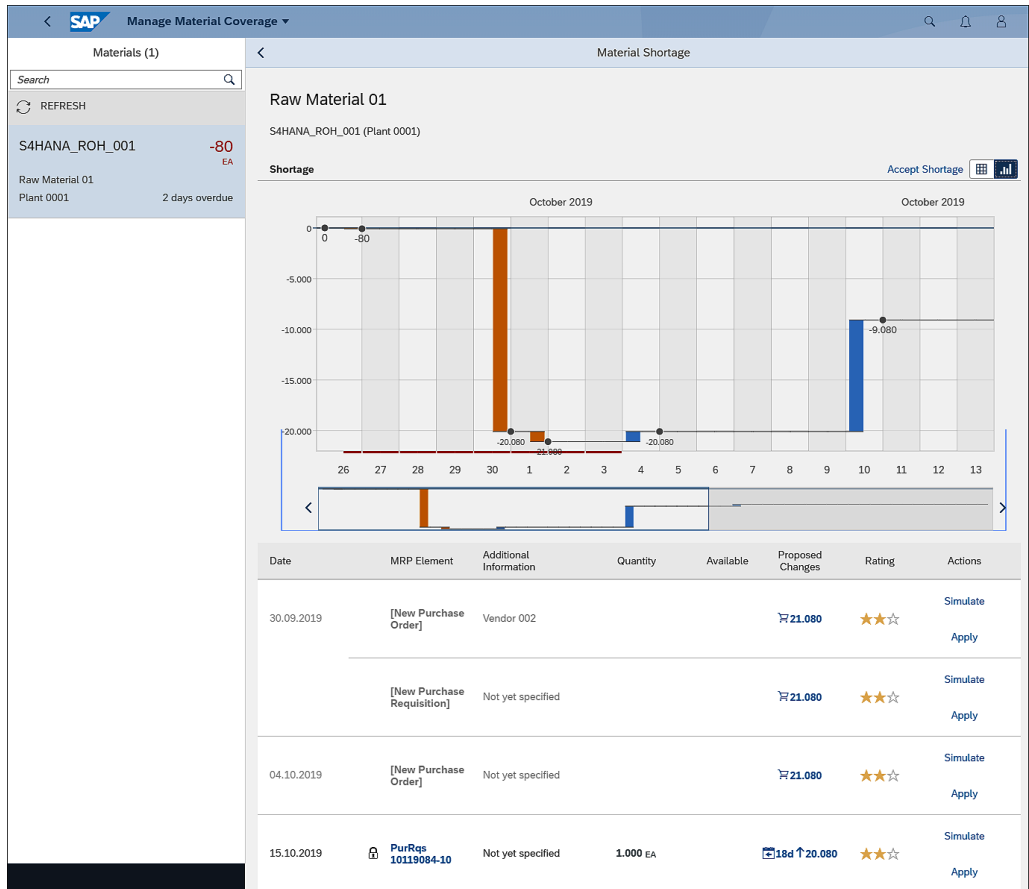 SAP Manage Material Coverage
Materials (1)
Material Shortage
Search
REFRESH
S4HANA_ROH_001 -80
EA
Raw Material 01
Plant 0001 2 days overdue
Raw Material 01
S4HANA_ROH_001 (Plant 0001)
Shortage Accept Shortage
October 2019 October 2019
0
-5.000
-10.000
-15.000
-20.000
0 -80
-9.080
-20.080 -20.080
26 27 28 29 30 1 2 3 4 5 6 7 8 9 10 11 12 13
Date MRP Element Additional Information Quantity Available Proposed Changes Rating Actions
30.09.2019 [New Purchase Order] Vendor 002 21.080 Simulate
Apply
[New Purchase Requisition] Not yet specified 21.080 Simulate
Apply
04.10.2019 [New Purchase Order] Not yet specified 21.080 Simulate
Apply
15.10.2019 PurRqs 10119084-10 Not yet specified 1.000 EA 18d 20.080 Simulate
Apply